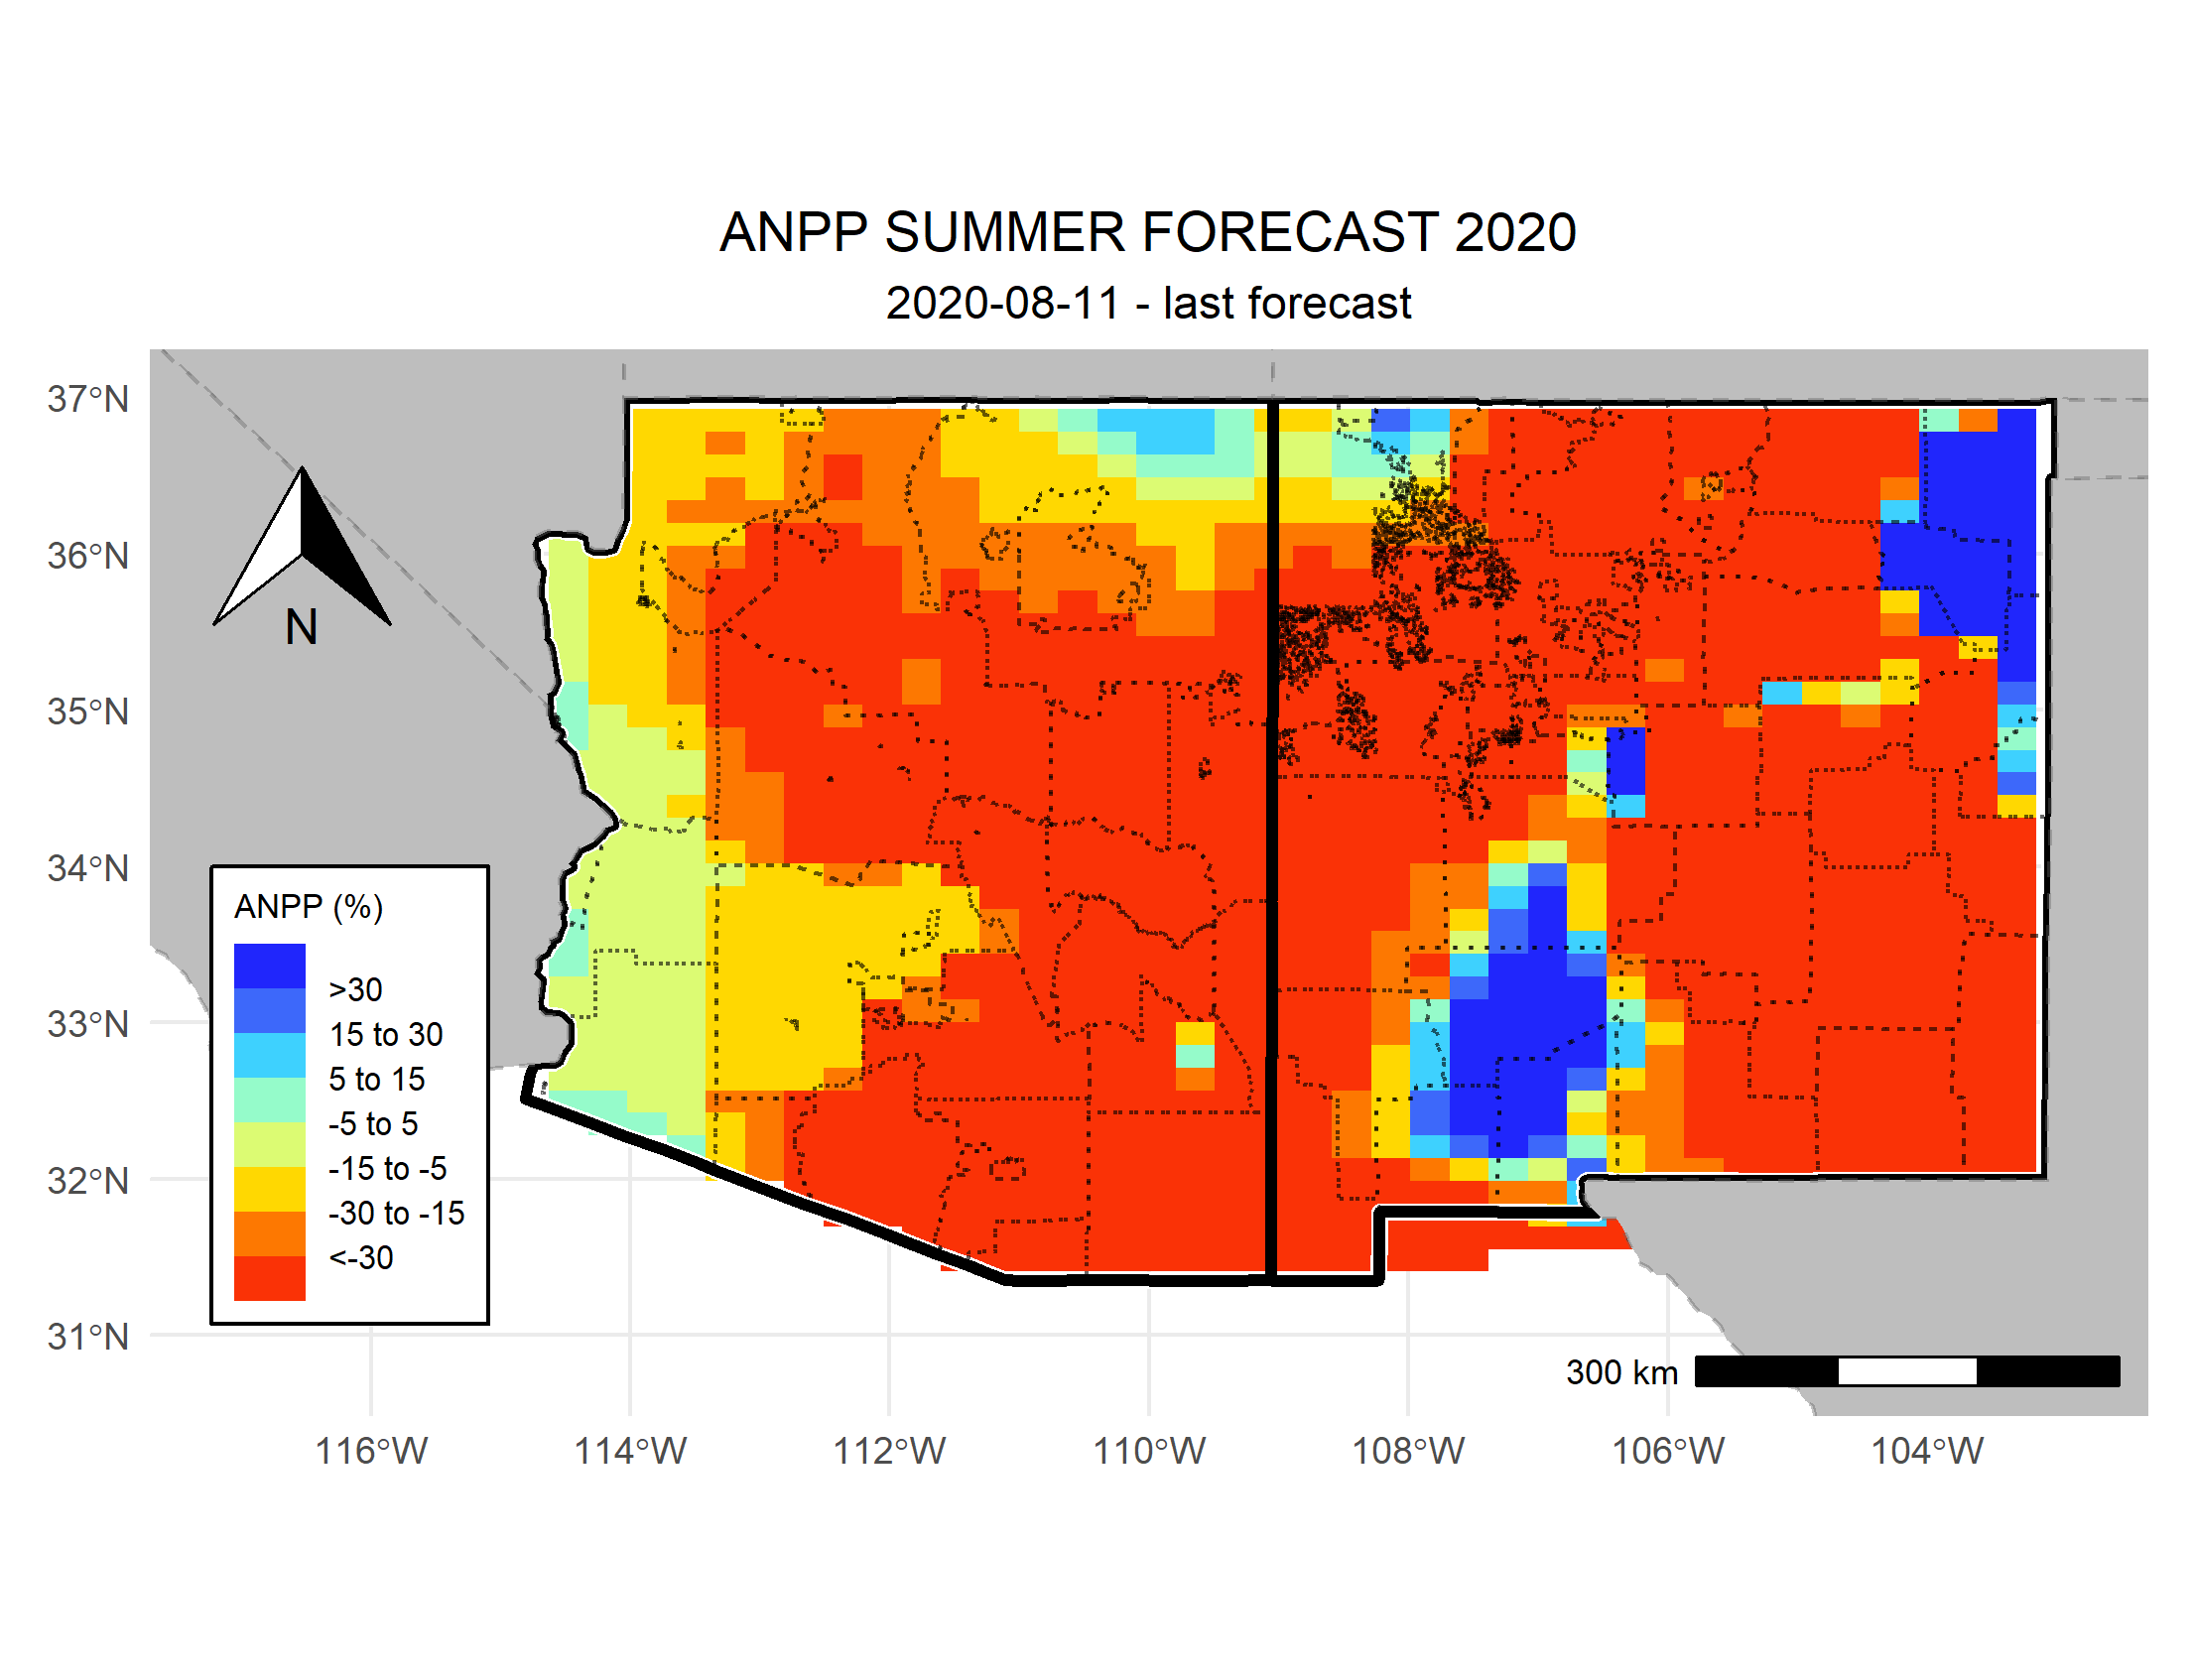 ANPP SUMMER FORECAST 2020
2020-08-11 - last forecast
37°N
36°N
35°N
34°N
33°N
32°N
31°N
N
ANPP (%)
>30
15 to 30
5 to 15
-5 to 5
-15 to -5
-30 to -15
<-30
300 km
116°W
114°W
112°W
110°W
108°W
106°W
104°W